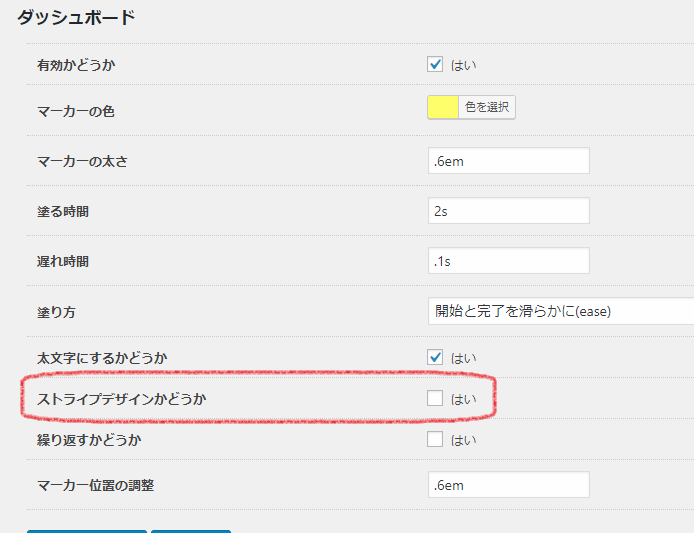 ダッシュボード
有効かどうか はい
マーカーの色 色を選択
マーカーの太さ .6em
塗る時間 2s
遅れ時間 .1s
塗り方 開始と完了を滑らかに(ease)
太文字にするかどうか はい
ストライプデザインかどうか はい
繰り返すかどうか はい
マーカー位置の調整 .6em